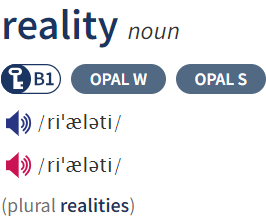 reality noun
B1 OPAL W OPAL S
/riˈæləti/
/riˈæləti/
(plural realities)